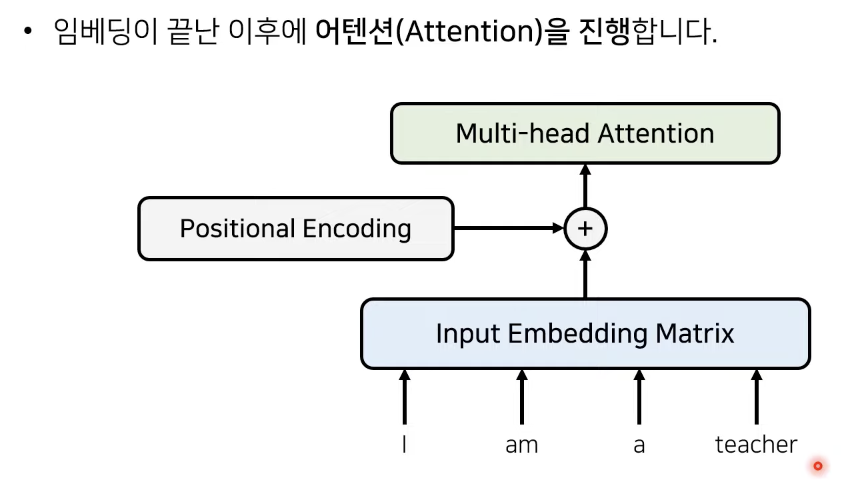 • 임베딩이 끝난 이후에 어텐션(Attention)을 진행합니다.
Multi-head Attention
Positional Encoding
+
Input Embedding Matrix
I am a teacher